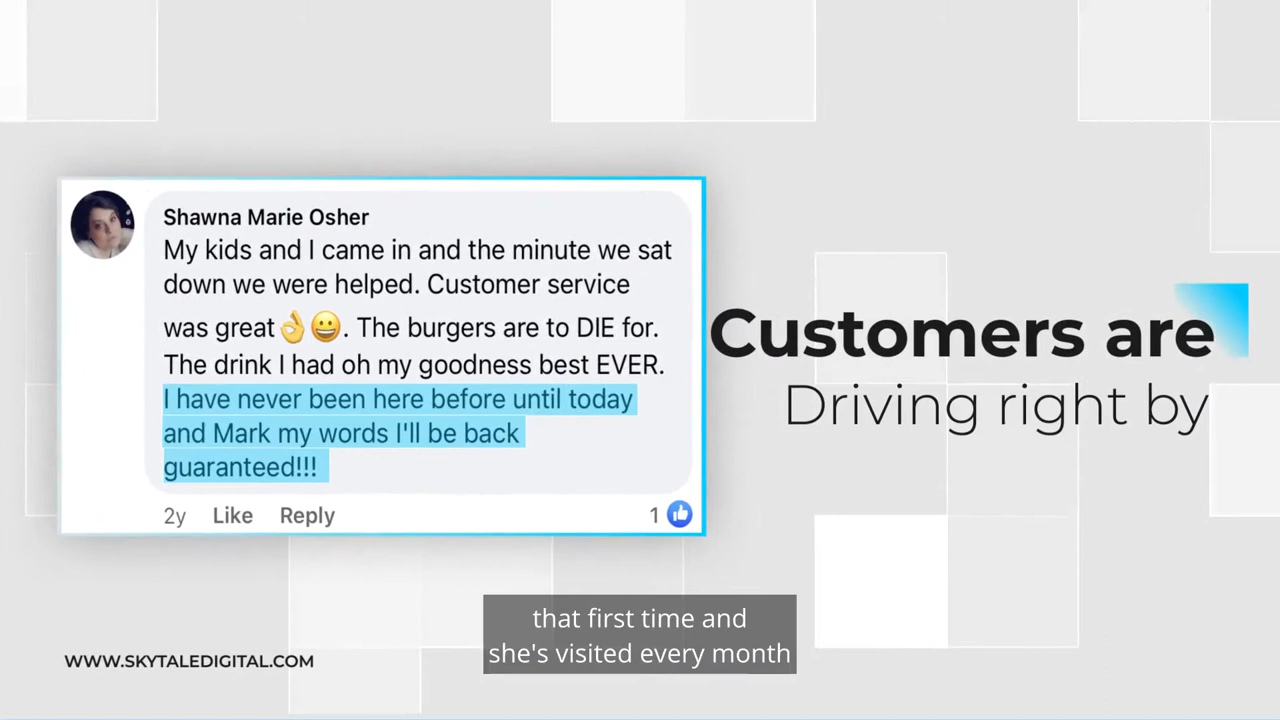 Shawna Marie Osher
My kids and I came in and the minute we sat
down we were helped. Customer service
was great👌😀. The burgers are to DIE for.
The drink I had oh my goodness best EVER.
I have never been here before until today
and Mark my words I'll be back
guaranteed!!!
2y Like Reply 1
Customers are
Driving right by
that first time and
she's visited every month
WWW.SKYTALEDIGITAL.COM